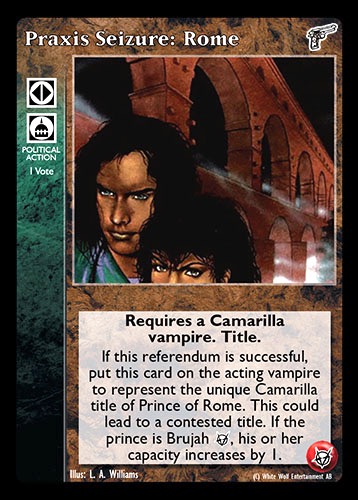 Praxis Seizure: Rome
POLITICAL
ACTION
1 Vote
Requires a Camarilla
vampire. Title.
If this referendum is successful,
put this card on the acting vampire
to represent the unique Camarilla
title of Prince of Rome. This could
lead to a contested title. If the
prince is Brujah , his or her
capacity increases by 1.
Illus: L. A. Williams
(C) White Wolf Entertainment AB